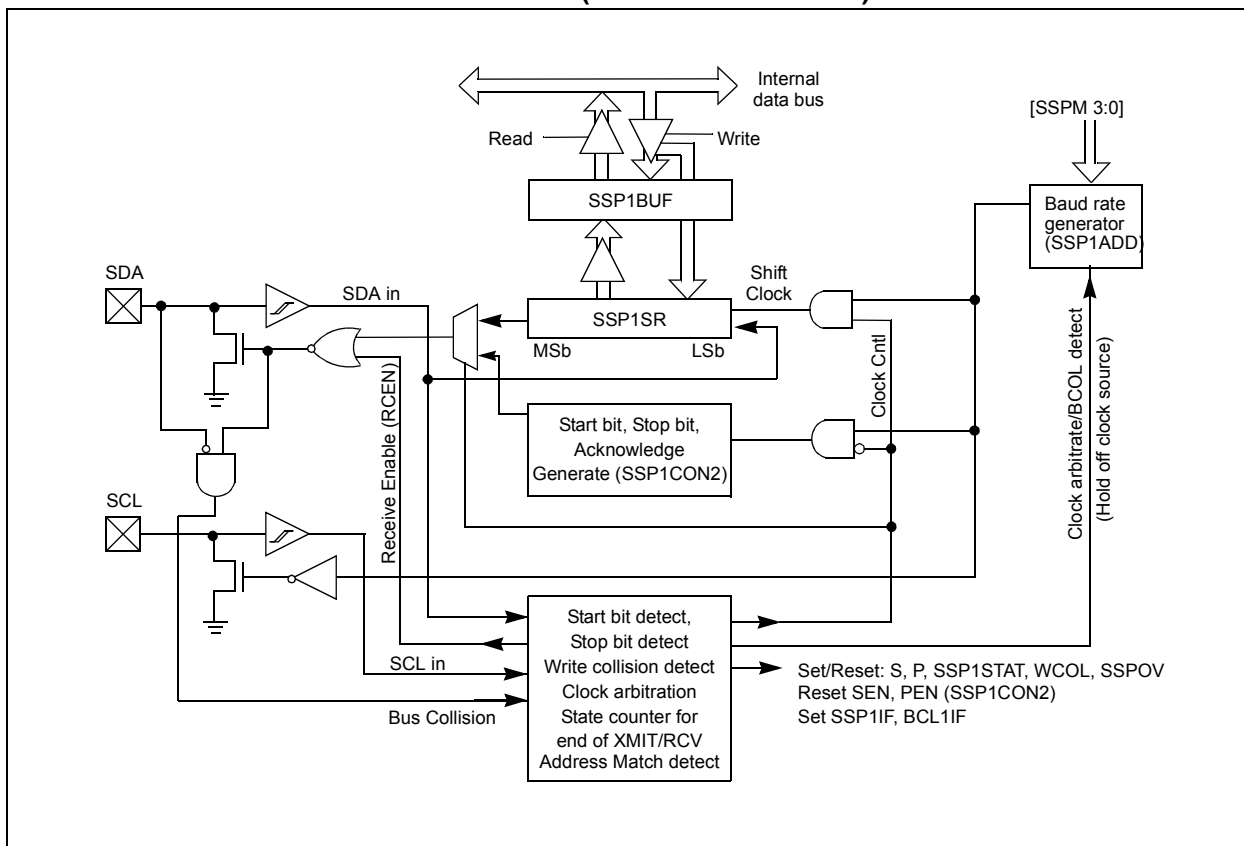 Internal
data bus
[SSPM 3:0]
Read
Write
SSP1BUF
Baud rate
generator
(SSP1ADD)
SDA
SDA in
Shift
Clock
SSP1SR
MSb
LSb
Clock Cntl
Receive Enable (RCEN)
Start bit, Stop bit,
Acknowledge
Generate (SSP1CON2)
Clock arbitrate/BCOL detect
(Hold off clock source)
SCL
SCL in
Bus Collision
Start bit detect,
Stop bit detect
Write collision detect
Clock arbitration
State counter for
end of XMIT/RCV
Address Match detect
Set/Reset: S, P, SSP1STAT, WCOL, SSPOV
Reset SEN, PEN (SSP1CON2)
Set SSP1IF, BCL1IF